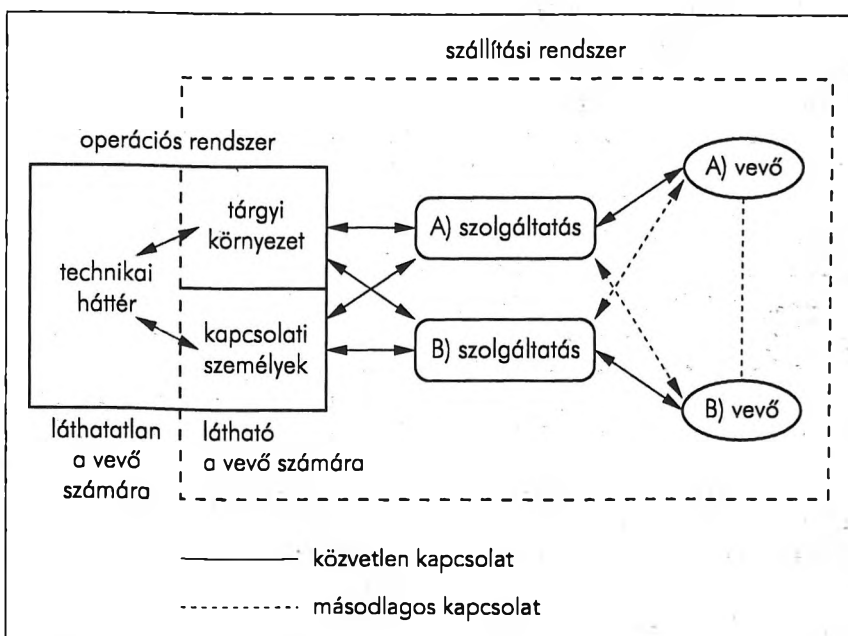 szállítási rendszer
operációs rendszer
tárgyi
környezet
technikai
háttér
kapcsolati
személyek
A) szolgáltatás
B) szolgáltatás
A) vevő
B) vevő
láthatatlan
a vevő
számára
látható
a vevő számára
közvetlen kapcsolat
másodlagos kapcsolat